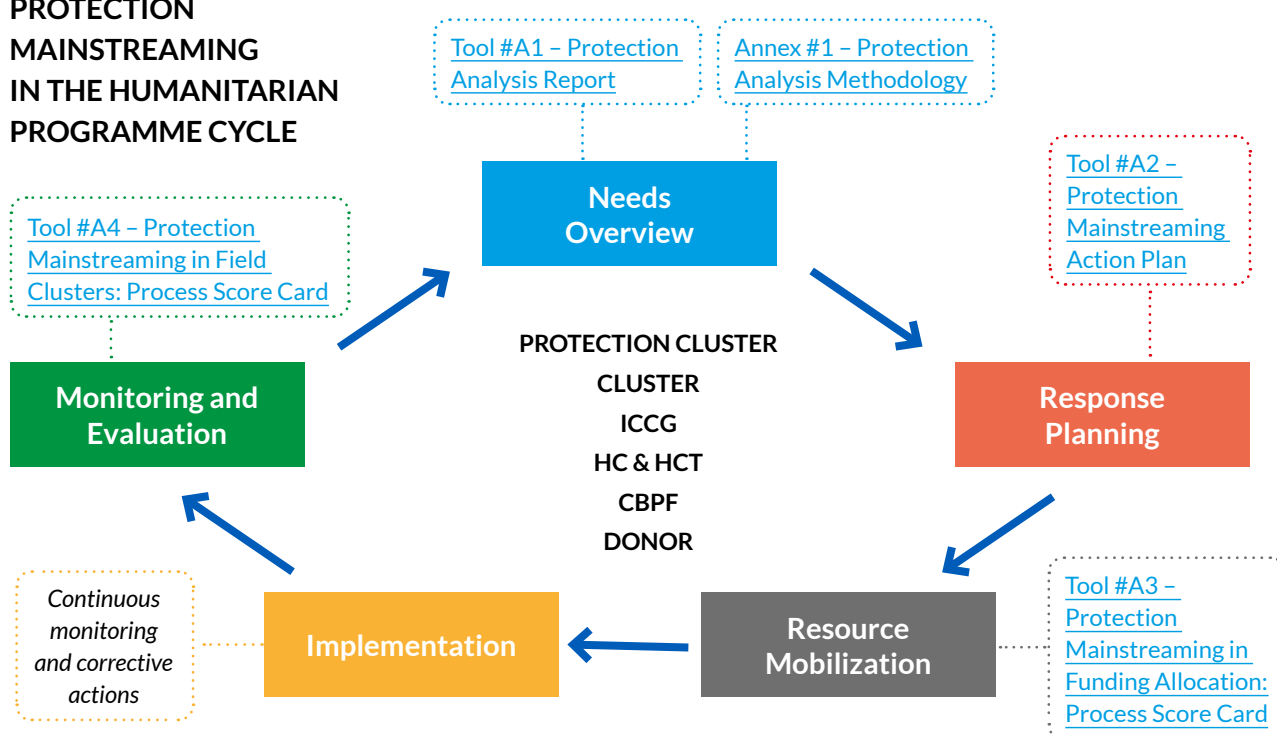 PROTECTION
MAINSTREAMING
IN THE HUMANITARIAN
PROGRAMME CYCLE
Tool #A1 – Protection
Analysis Report
Annex #1 – Protection
Analysis Methodology
Needs
Overview
Tool #A2 –
Protection
Mainstreaming
Action Plan
Tool #A4 – Protection
Mainstreaming in Field
Clusters: Process Score Card
PROTECTION CLUSTER
CLUSTER
ICCG
HC & HCT
CBPF
DONOR
Monitoring and
Evaluation
Response
Planning
Continuous
monitoring
and corrective
actions
Implementation
Resource
Mobilization
Tool #A3 –
Protection
Mainstreaming in
Funding Allocation:
Process Score Card